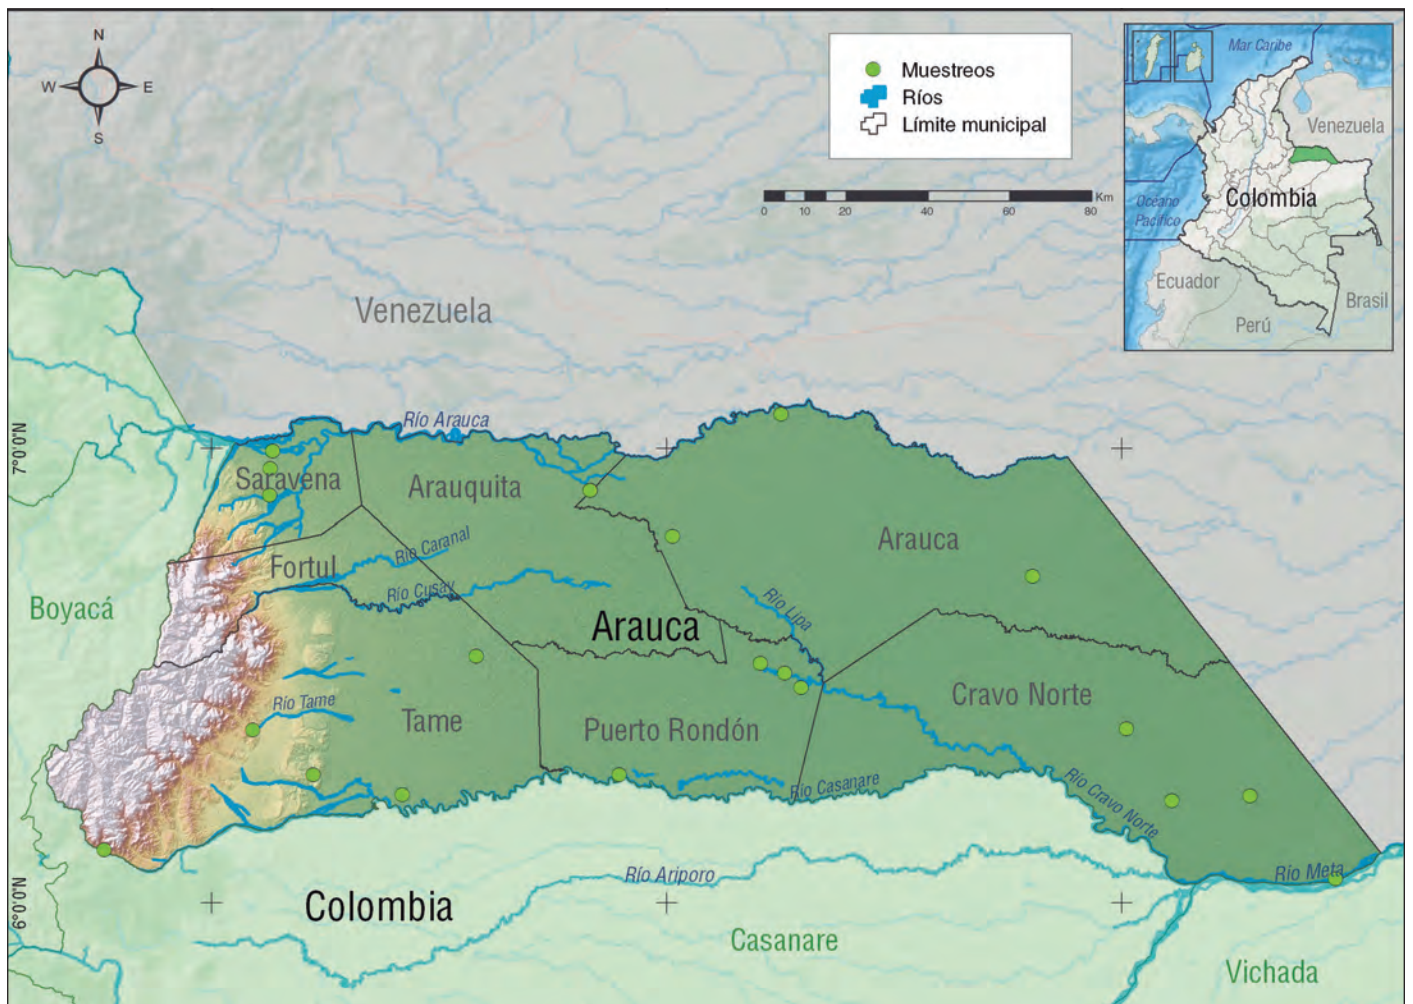 N
W
E
S
Muestreos
Ríos
Límite municipal
Km
0 10 20 40 60 80
Mar Caribe
Venezuela
Océano
Pacífico
Colombia
Ecuador
Perú
Brasil
Venezuela
Río Arauca
7°0'0"N
Saravena
Arauquita
Arauca
Río Caranal
Fortul
Río Cusay
Boyacá
Río Lipa
Arauca
Cravo Norte
Río Tame
Tame
Puerto Rondón
Río Casanare
Río Cravo Norte
Río Meta
Río Ariporo
6°0'0"N
Colombia
Casanare
Vichada